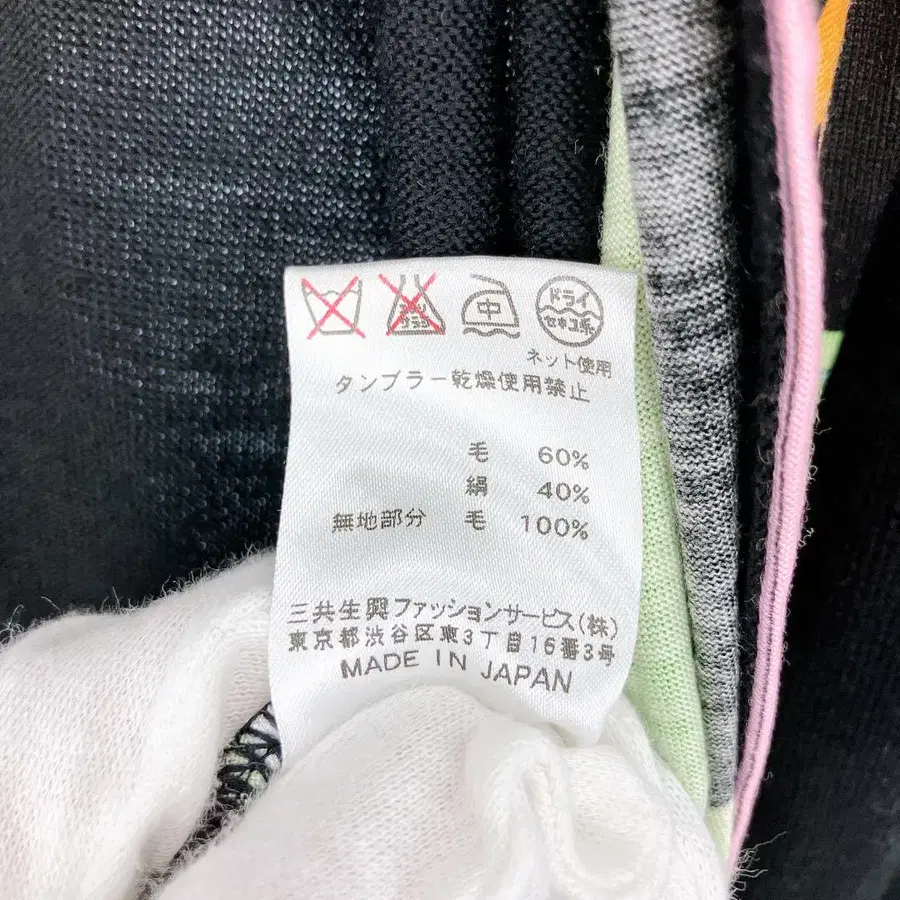 中 ドライ
セキユ系
ネット使用
タンブラー乾燥使用禁止
毛 60%
絹 40%
無地部分 毛 100%
三共生興ファッションサービス(株)
東京都渋谷区東3丁目16番3号
MADE IN JAPAN